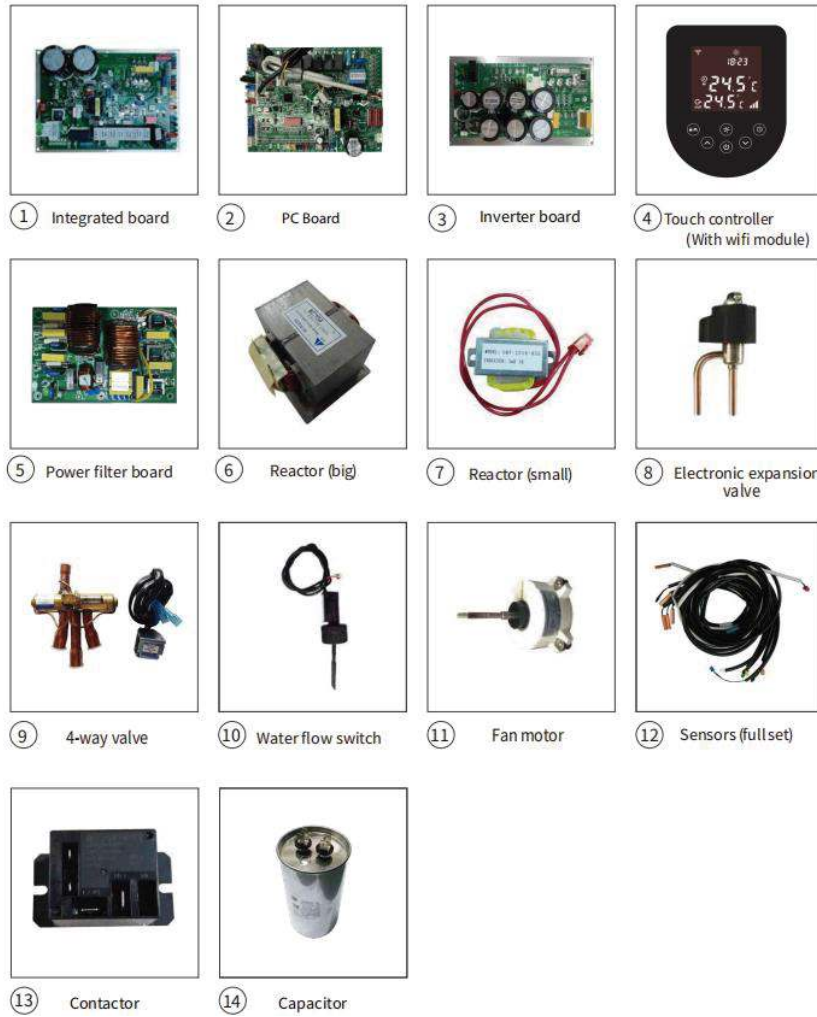 18:23
24.5℃
24.5℃
1 Integrated board
2 PC Board
3 Inverter board
4 Touch controller
(With wifi module)
5 Power filter board
6 Reactor (big)
7 Reactor (small)
8 Electronic expansion
valve
9 4-way valve
10 Water flow switch
11 Fan motor
12 Sensors (full set)
13 Contactor
14 Capacitor